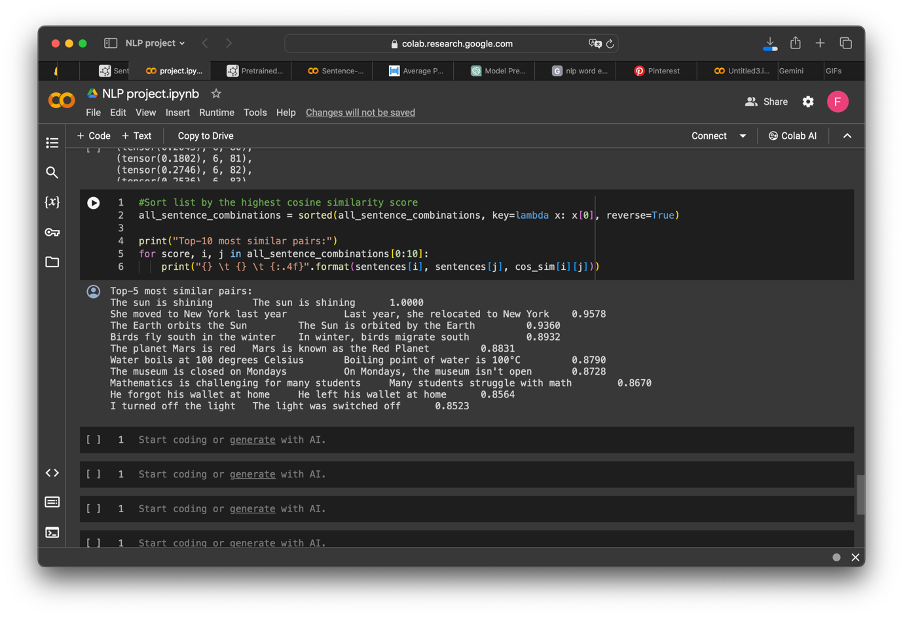 NLP project
colab.research.google.com
Sent
project.ipy...
Pretrained...
Sentence-...
Average P...
Model Pre...
nlp word e...
Pinterest
Untitled3.i...
Gemini
GIFs
NLP project.ipynb
File Edit View Insert Runtime Tools Help Changes will not be saved
Share
F
+ Code + Text Copy to Drive
Connect
Colab AI
(tensor(0.1802), 6, 81),
(tensor(0.2746), 6, 82),
1 #Sort list by the highest cosine similarity score
2 all_sentence_combinations = sorted(all_sentence_combinations, key=lambda x: x[0], reverse=True)
3
4 print("Top-10 most similar pairs:")
5 for score, i, j in all_sentence_combinations[0:10]:
6 print("{} \t {} \t {:.4f}".format(sentences[i], sentences[j], cos_sim[i][j]))
Top-5 most similar pairs:
The sun is shining The sun is shining 1.0000
She moved to New York last year Last year, she relocated to New York 0.9578
The Earth orbits the Sun The Sun is orbited by the Earth 0.9360
Birds fly south in the winter In winter, birds migrate south 0.8932
The planet Mars is red Mars is known as the Red Planet 0.8831
Water boils at 100 degrees Celsius Boiling point of water is 100°C 0.8790
The museum is closed on Mondays On Mondays, the museum isn't open 0.8728
Mathematics is challenging for many students Many students struggle with math 0.8670
He forgot his wallet at home He left his wallet at home 0.8564
I turned off the light The light was switched off 0.8523
[ ] 1 Start coding or generate with AI.
[ ] 1 Start coding or generate with AI.
[ ] 1 Start coding or generate with AI.
[ ] 1 Start coding or generate with AI.